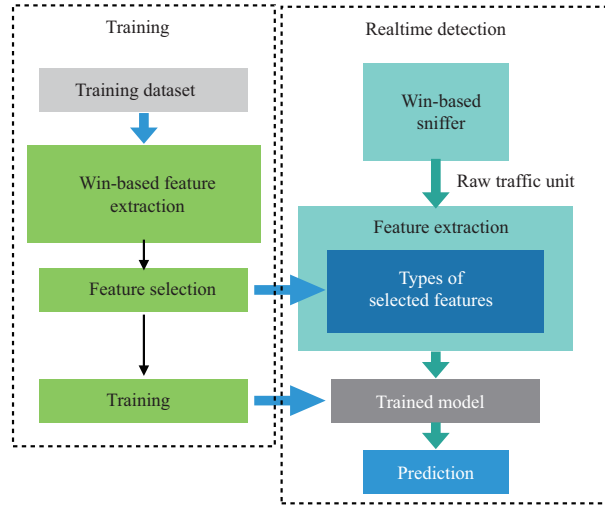 Training
Training dataset
Win-based feature
extraction
Feature selection
Training
Realtime detection
Win-based
sniffer
Raw traffic unit
Feature extraction
Types of
selected features
Trained model
Prediction